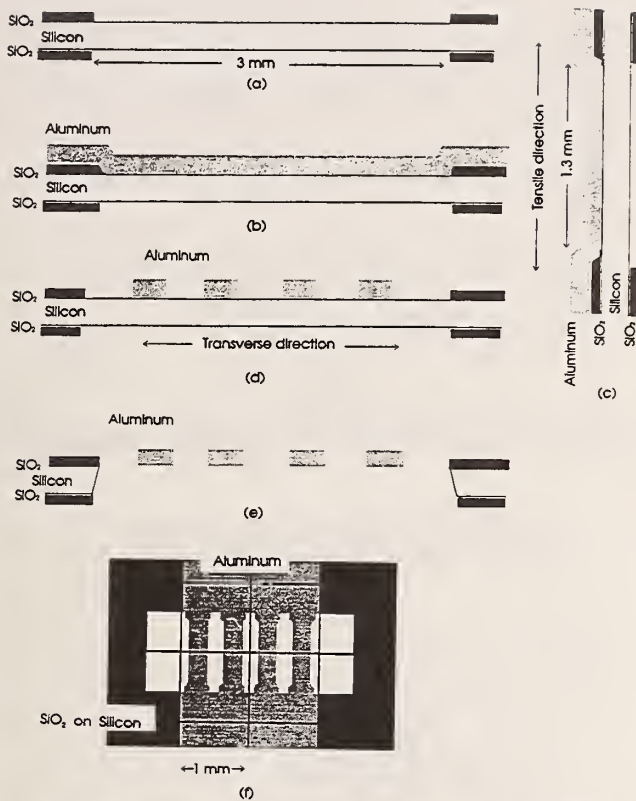 SiO₂
Silicon
SiO₂
3 mm
(a)
Aluminum
SiO₂
Silicon
SiO₂
(b)
Aluminum
SiO₂
Silicon
SiO₂
Transverse direction
(d)
Tensile direction
1.3 mm
Aluminum
SiO₂
Silicon
SiO₂
(c)
Aluminum
SiO₂
Silicon
SiO₂
(e)
Aluminum
SiO₂ on Silicon
1 mm
(f)